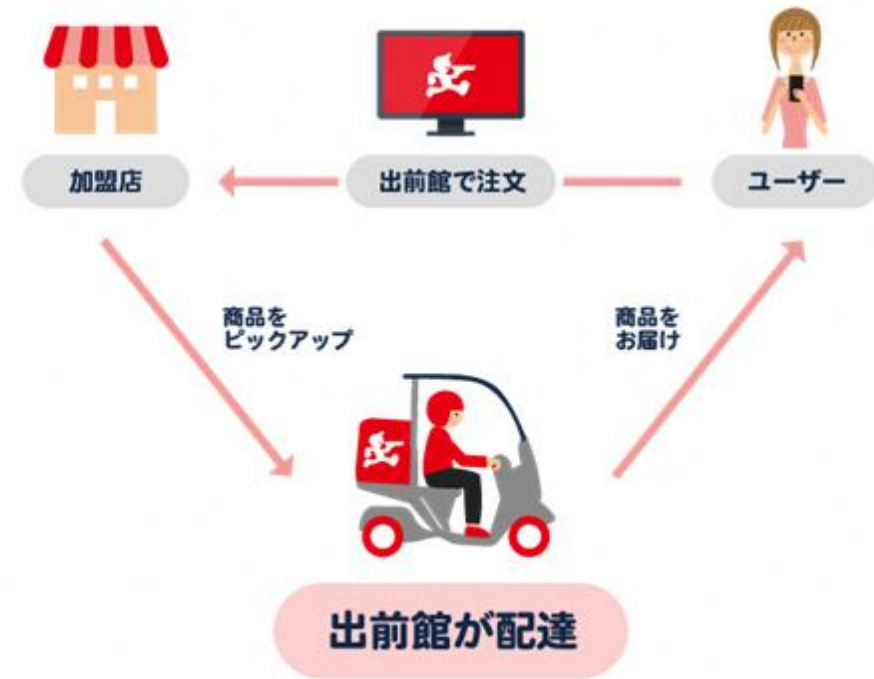 加盟店
出前館で注文
ユーザー
商品を
ピックアップ
商品を
お届け
出前館が配達